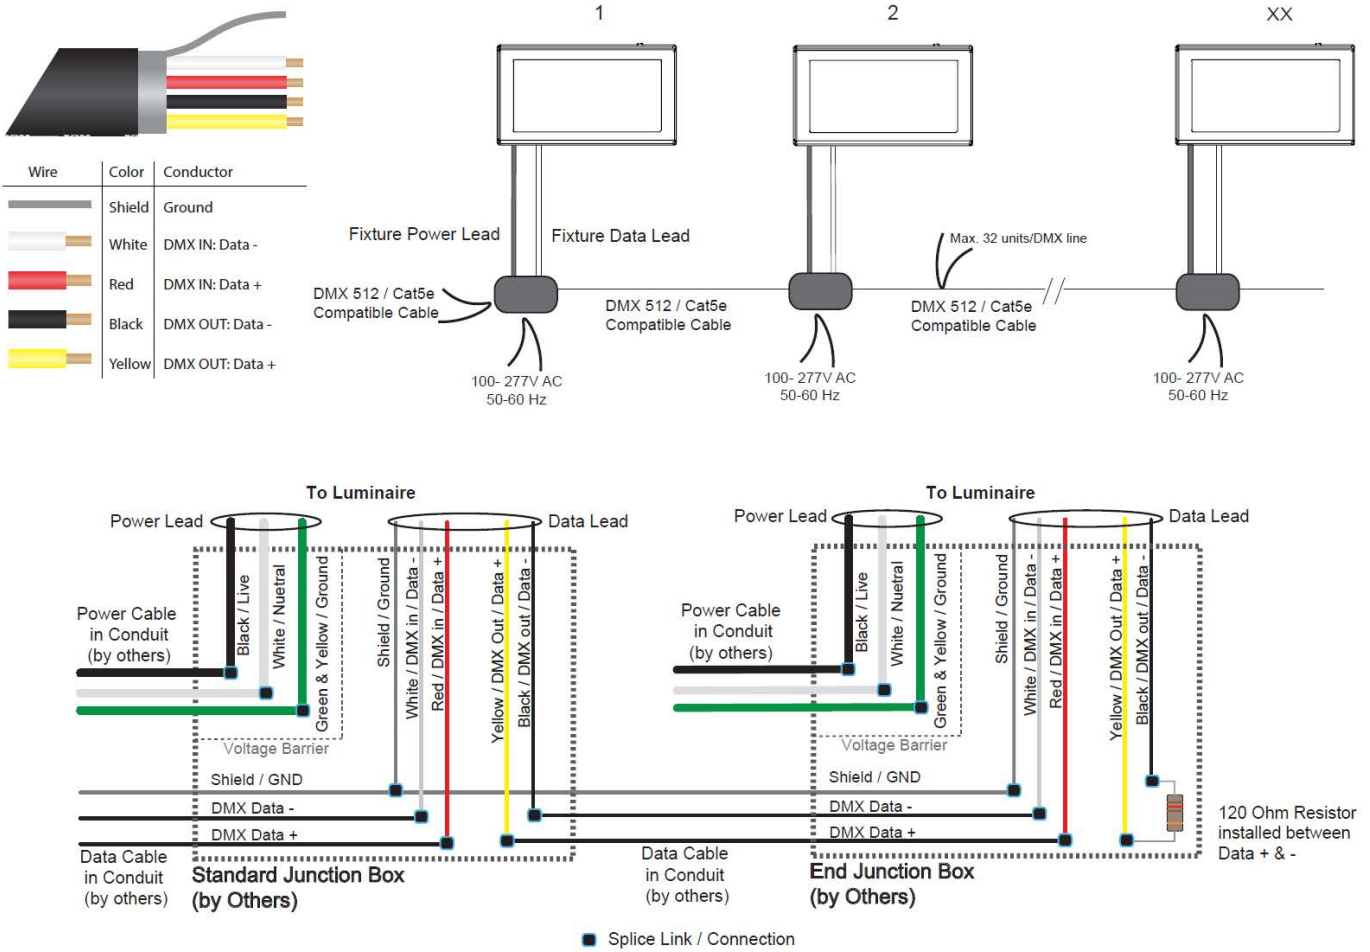 1
2
XX
Wire Color Conductor
Shield Ground
White DMX IN: Data -
Red DMX IN: Data +
Black DMX OUT: Data -
Yellow DMX OUT: Data +
Fixture Power Lead
Fixture Data Lead
Max. 32 units/DMX line
DMX 512 / Cat5e
Compatible Cable
DMX 512 / Cat5e
Compatible Cable
DMX 512 / Cat5e
Compatible Cable
100- 277V AC
50-60 Hz
100- 277V AC
50-60 Hz
100- 277V AC
50-60 Hz
To Luminaire
Power Lead
Data Lead
Power Cable
in Conduit
(by others)
Black / Live
White / Nuetral
Green & Yellow / Ground
Shield / Ground
White / DMX in / Data -
Red / DMX in / Data +
Yellow / DMX Out / Data +
Black / DMX out / Data -
Voltage Barrier
Shield / GND
DMX Data -
DMX Data +
Data Cable
in Conduit
(by others)
Standard Junction Box
(by Others)
To Luminaire
Power Lead
Data Lead
Power Cable
in Conduit
(by others)
Black / Live
White / Nuetral
Green & Yellow / Ground
Shield / Ground
White / DMX in / Data -
Red / DMX in / Data +
Yellow / DMX Out / Data +
Black / DMX out / Data -
Voltage Barrier
Shield / GND
DMX Data -
DMX Data +
120 Ohm Resistor
installed between
Data + & -
Data Cable
in Conduit
(by others)
End Junction Box
(by Others)
Splice Link / Connection